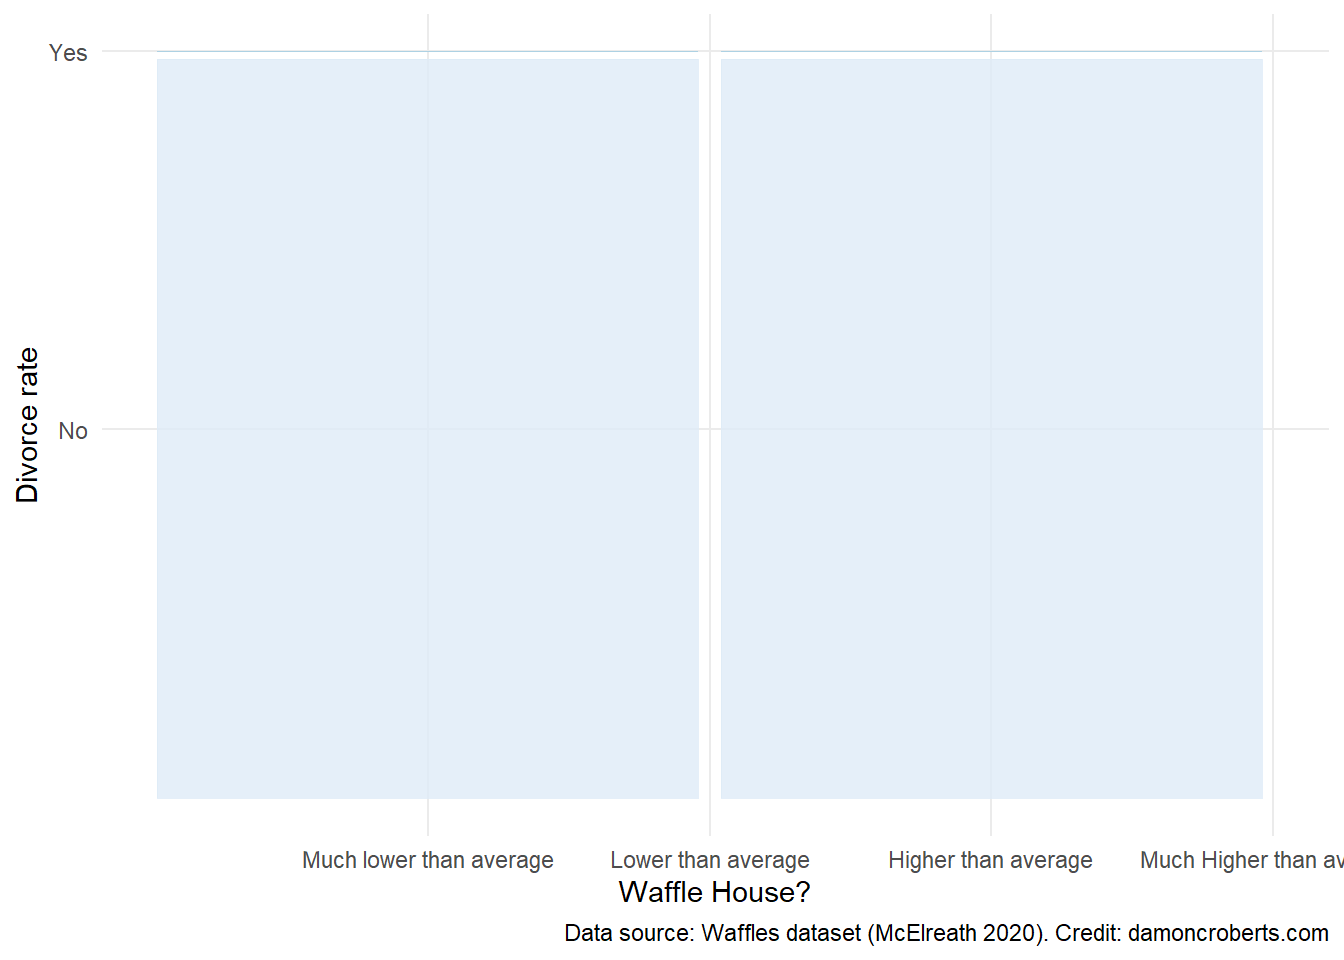 Yes
No
Divorce rate
Much lower than average
Lower than average
Higher than average
Much Higher than av
Waffle House?
Data source: Waffles dataset (McElreath 2020). Credit: damoncroberts.com